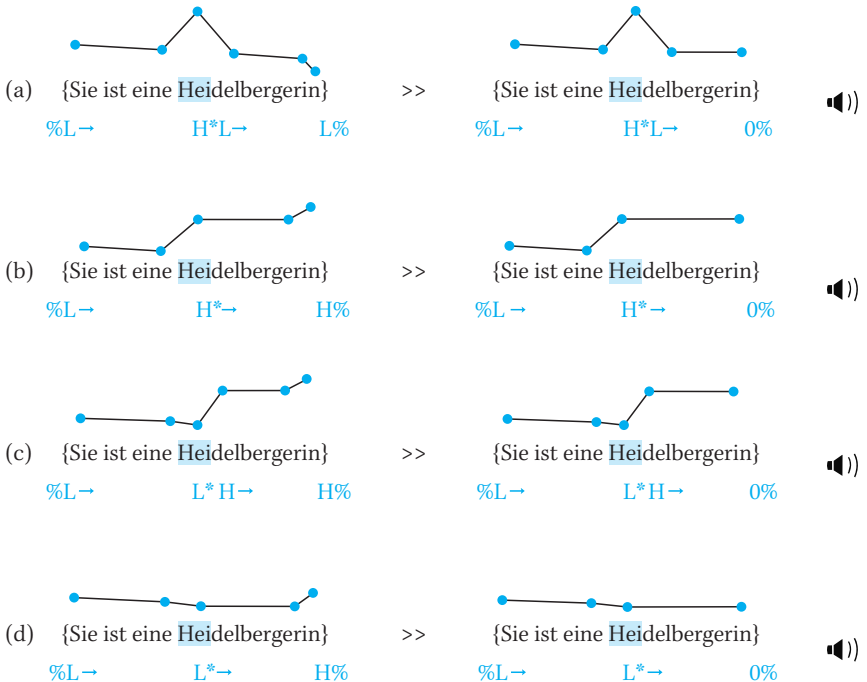 (a) {Sie ist eine Heidelbergerin} >> {Sie ist eine Heidelbergerin}
%L→ H*L→ L% %L→ H*L→ 0%
(b) {Sie ist eine Heidelbergerin} >> {Sie ist eine Heidelbergerin}
%L→ H*→ H% %L→ H*→ 0%
(c) {Sie ist eine Heidelbergerin} >> {Sie ist eine Heidelbergerin}
%L→ L*H→ H% %L→ L*H→ 0%
(d) {Sie ist eine Heidelbergerin} >> {Sie ist eine Heidelbergerin}
%L→ L*→ H% %L→ L*→ 0%